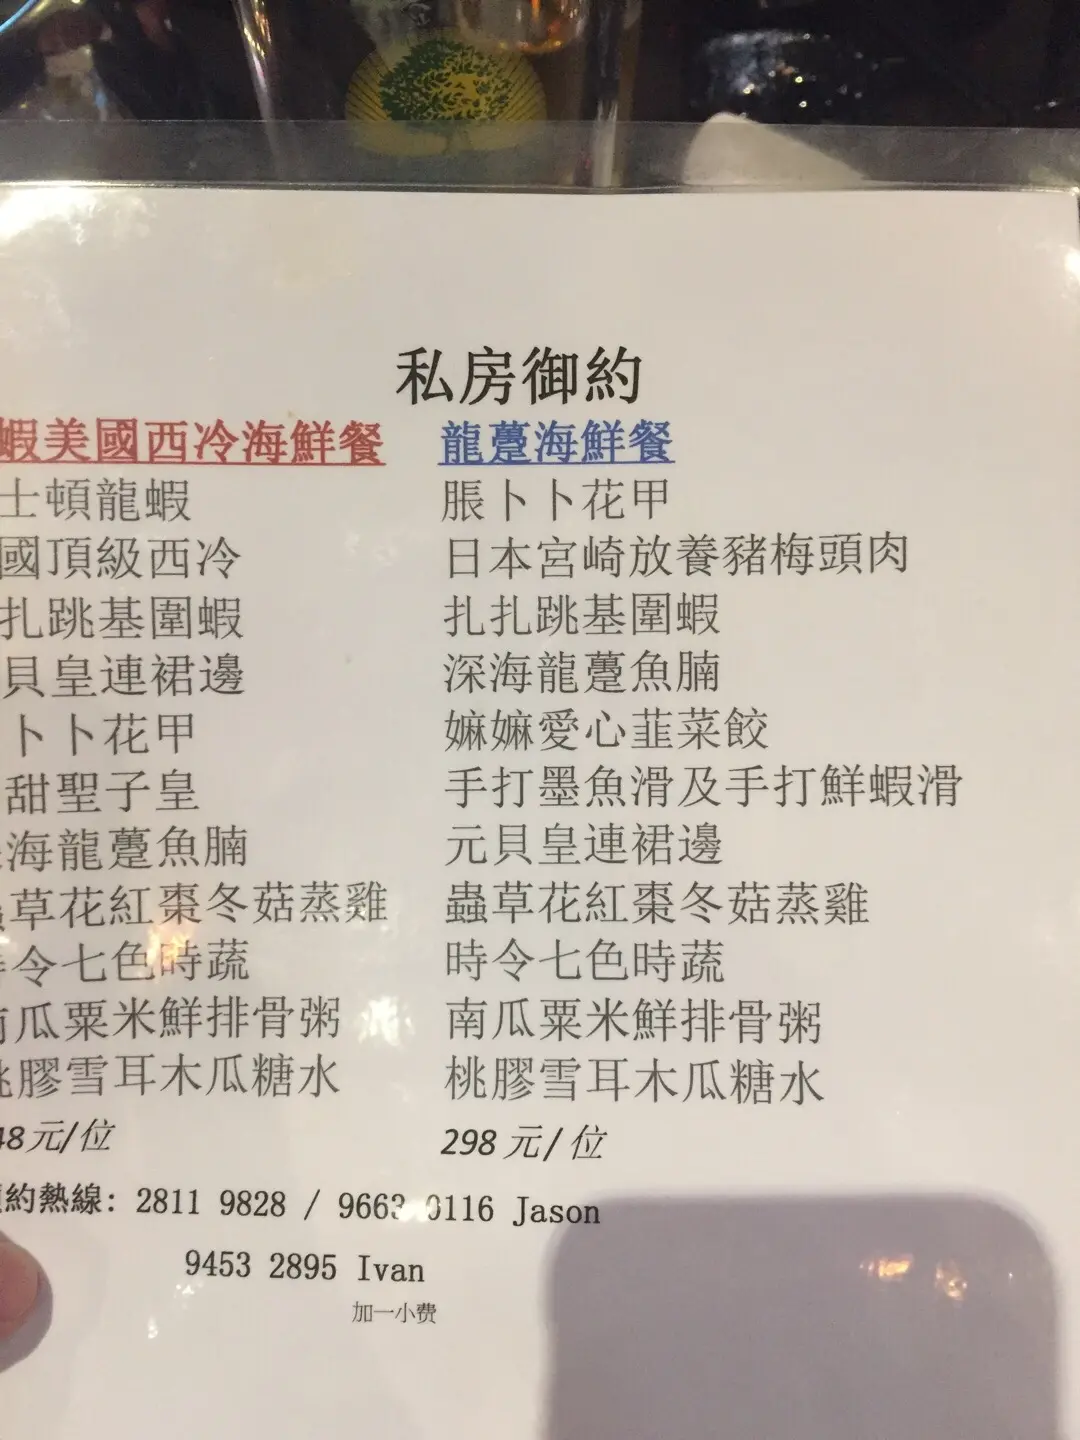 私房御約
蝦美國西冷海鮮餐
士頓龍蝦
國頂級西冷
扎跳基圍蝦
貝皇連裙邊
卜卜花甲
甜聖子皇
海龍躉魚腩
草花紅棗冬菇蒸雞
令七色時蔬
瓜粟米鮮排骨粥
膠雪耳木瓜糖水
48元/位
龍躉海鮮餐
脹卜卜花甲
日本宮崎放養豬梅頭肉
扎扎跳基圍蝦
深海龍躉魚腩
嫲嫲愛心韮菜餃
手打墨魚滑及手打鮮蝦滑
元貝皇連裙邊
蟲草花紅棗冬菇蒸雞
時令七色時蔬
南瓜粟米鮮排骨粥
桃膠雪耳木瓜糖水
298 元/ 位
約熱線: 2811 9828 / 9663 0116 Jason
9453 2895 Ivan
加一小费